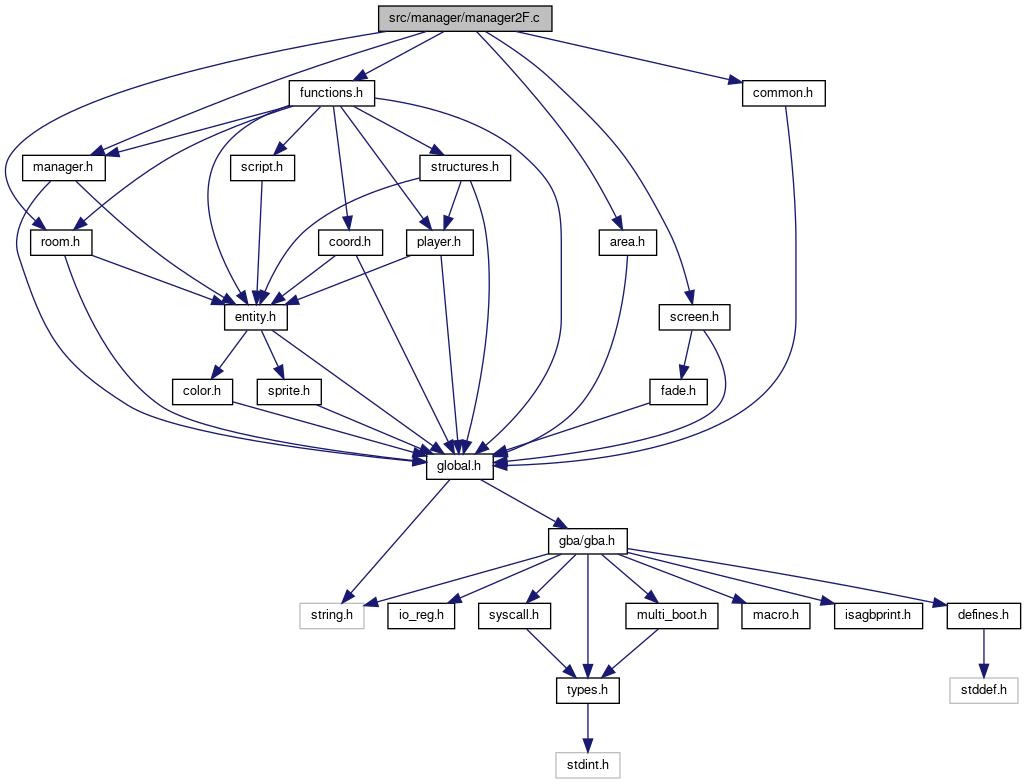 src/manager/manager2F.c
functions.h
common.h
manager.h
script.h
structures.h
room.h
coord.h
player.h
area.h
entity.h
screen.h
color.h
sprite.h
fade.h
global.h
gba/gba.h
string.h
io_reg.h
syscall.h
multi_boot.h
macro.h
isagbprint.h
defines.h
types.h
stddef.h
stdint.h